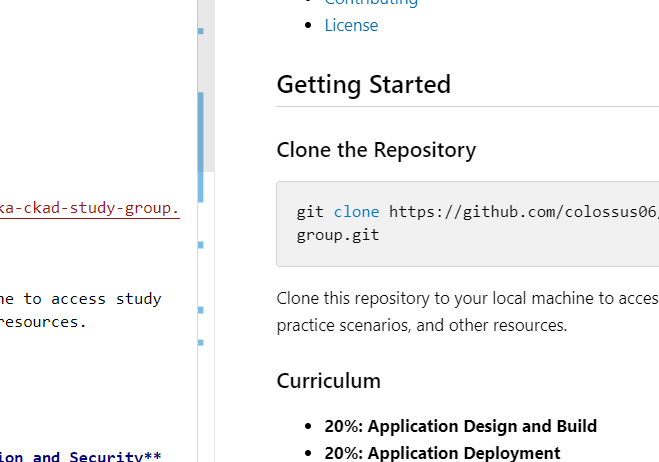 ka-ckad-study-group.
ne to access study
resources.
ion and Security**
Contributing
License
Getting Started
Clone the Repository
git clone https://github.com/colossus06/
group.git
Clone this repository to your local machine to acces
practice scenarios, and other resources.
Curriculum
20%: Application Design and Build
20%: Application Deployment